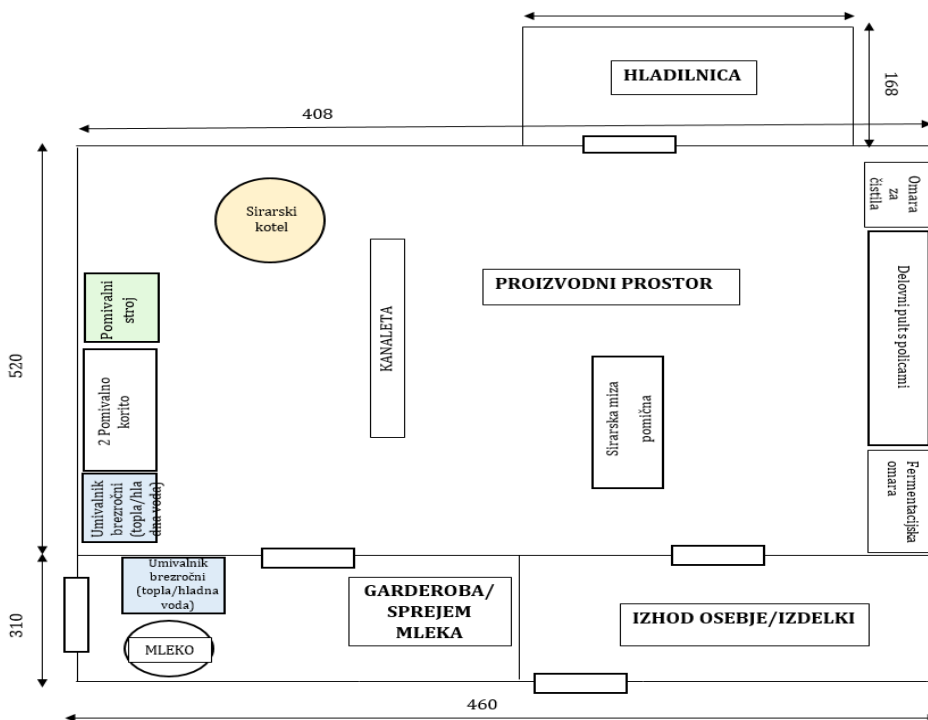 HLADILNICA
168
408
Omara
za
čistila
Sirarski
kotel
PROIZVODNI PROSTOR
Pomivalni
stroj
KANALETA
Delovni pult s policami
520
2 Pomivalno
korito
Sirarska miza
pomična
Umivalnik
brezročni
(topla/hla
dna voda)
Fermentacijska
omara
Umivalnik
brezročni
(topla/hladna
voda)
GARDEROBA/
SPREJEM
MLEKA
IZHOD OSEBJE/IZDELKI
310
MLEKO
460